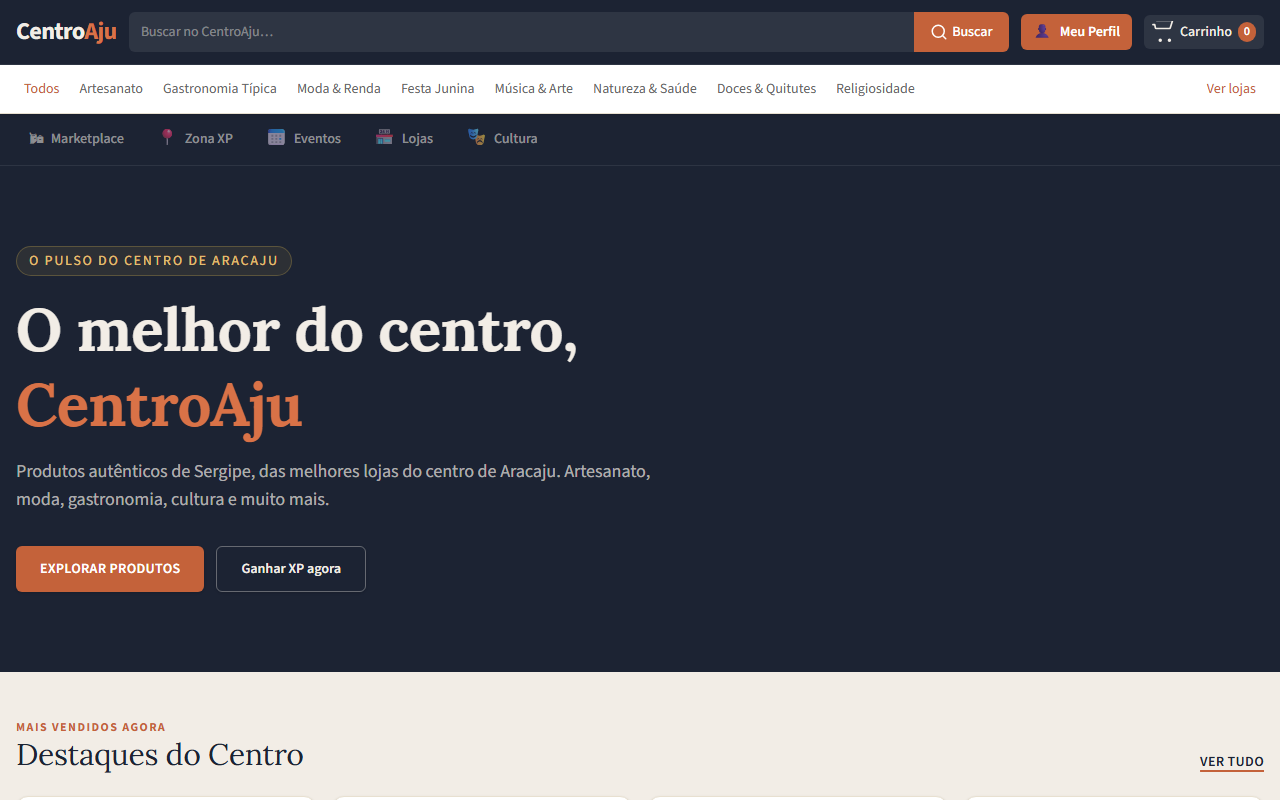 CentroAju
Buscar no CentroAju...
Buscar
Meu Perfil
Carrinho 0
Todos Artesanato Gastronomia Típica Moda & Renda Festa Junina Música & Arte Natureza & Saúde Doces & Quitutes Religiosidade Ver lojas
Marketplace Zona XP Eventos Lojas Cultura
O PULSO DO CENTRO DE ARACAJU
O melhor do centro,
CentroAju
Produtos autênticos de Sergipe, das melhores lojas do centro de Aracaju. Artesanato,
moda, gastronomia, cultura e muito mais.
EXPLORAR PRODUTOS Ganhar XP agora
MAIS VENDIDOS AGORA
Destaques do Centro
VER TUDO